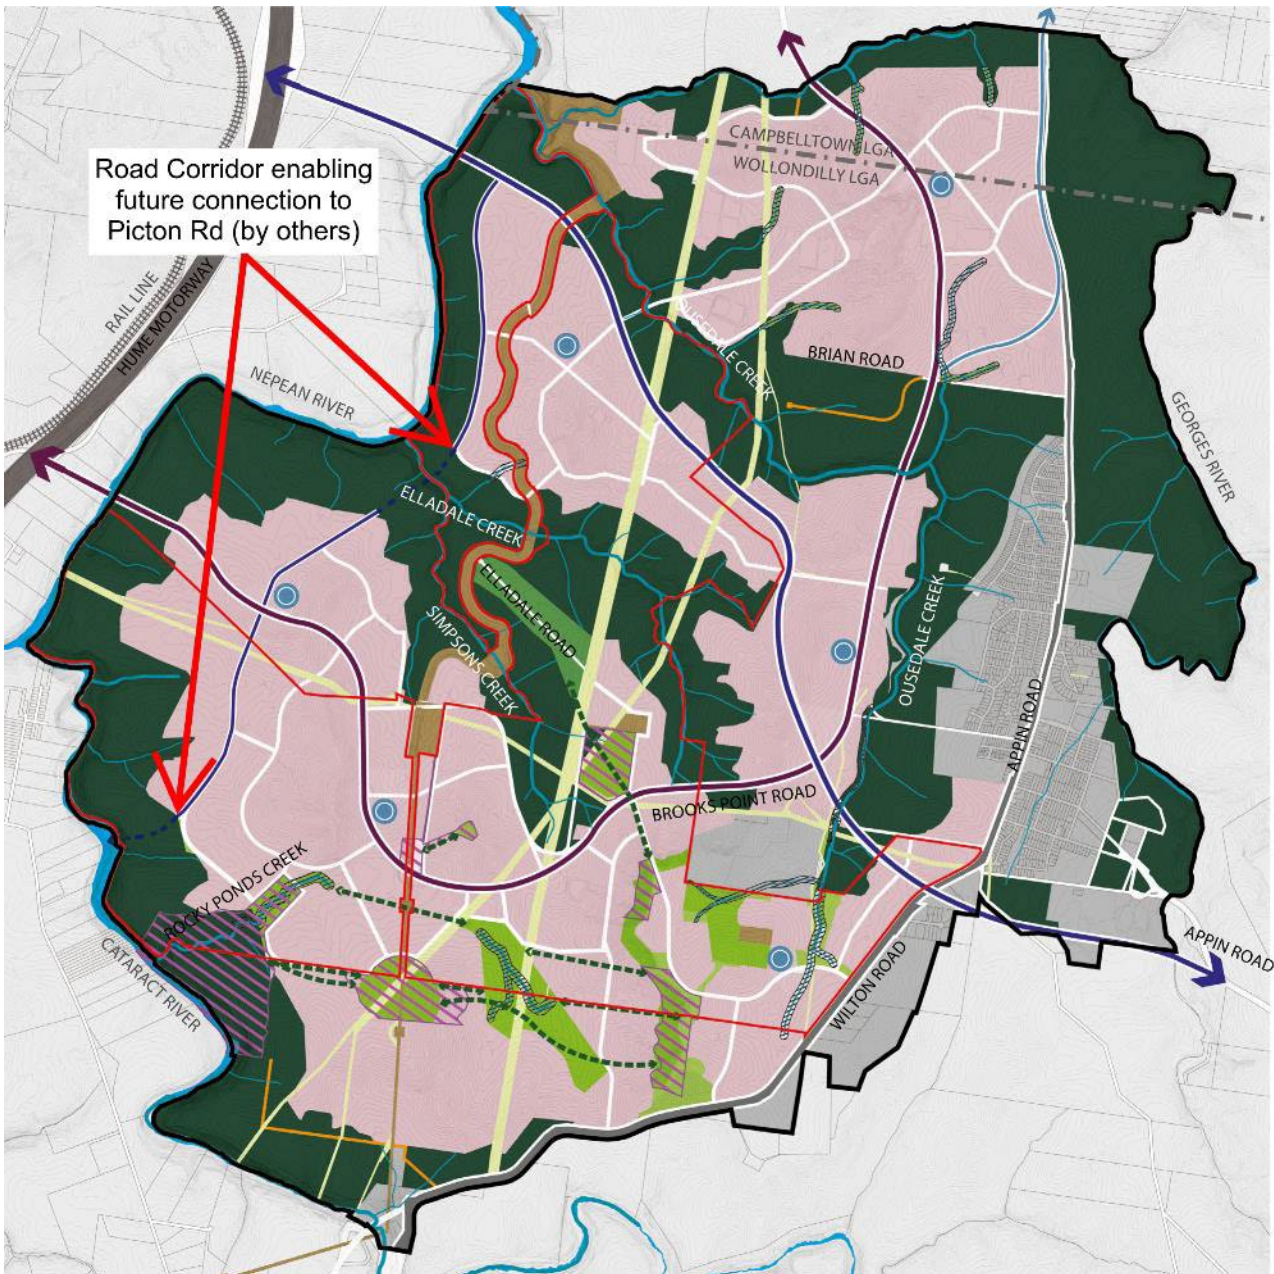 CAMPBELLTOWN LGA
WOLLONDILLY LGA
Road Corridor enabling
future connection to
Picton Rd (by others)
RAIL LINE
HUME MOTORWAY
NEPEAN RIVER
OUSEDALE CREEK
BRIAN ROAD
GEORGES RIVER
ELLADALE CREEK
ELLADALE ROAD
SIMPSONS CREEK
OUSEDALE CREEK
APPIN ROAD
BROOKS POINT ROAD
ROCKY PONDS CREEK
CATARACT RIVER
WILTON ROAD
APPIN ROAD